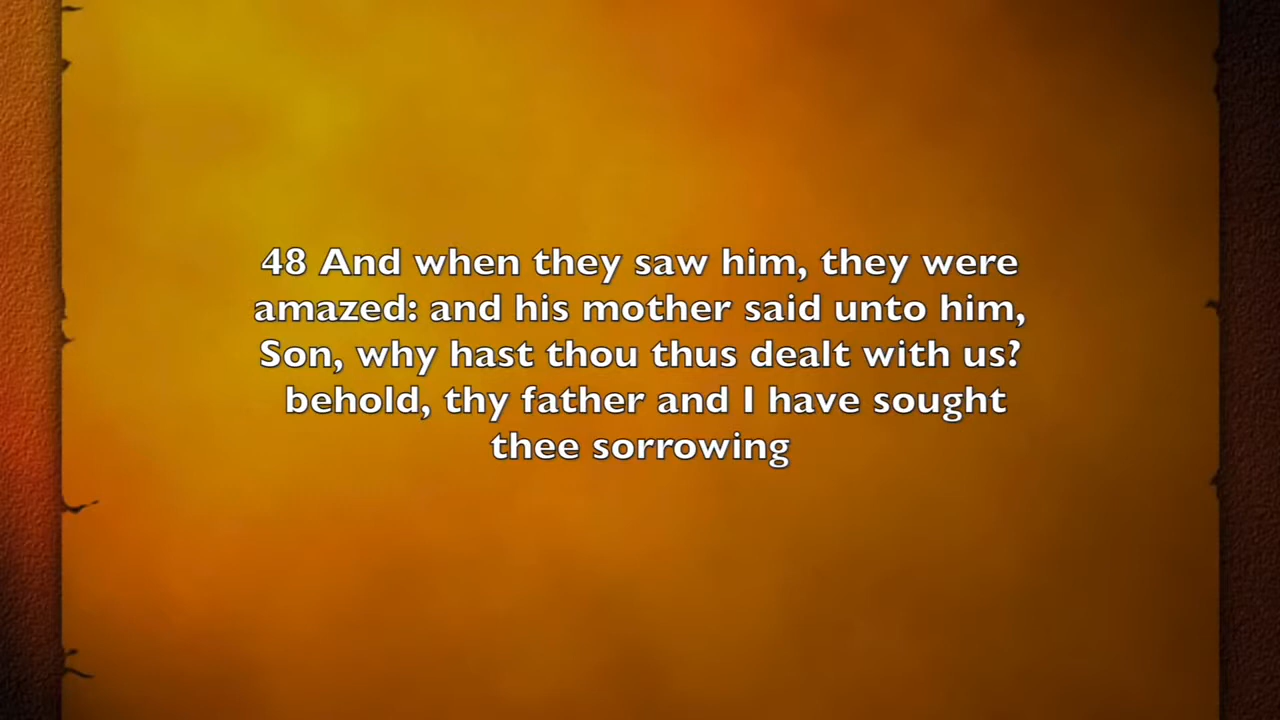 48 And when they saw him, they were
amazed: and his mother said unto him,
Son, why hast thou thus dealt with us?
behold, thy father and I have sought
thee sorrowing